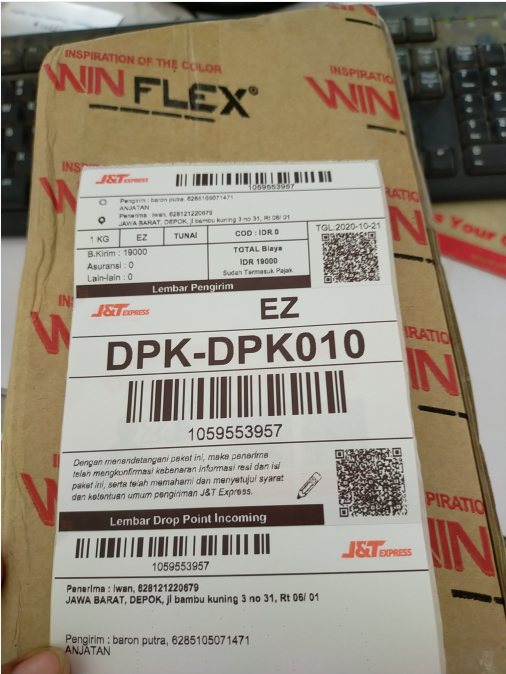 INSPIRATION OF THE COLOR
WIN FLEX®
INSPIRATIO
WIN
J&T EXPRESS
1059553957
Pengirim : baron putra, 6285105071471
ANJATAN
Penerima : iwan, 628121220679
JAWA BARAT, DEPOK, jl bambu kuning 3 no 31, Rt 06/ 01
1 KG EZ TUNAI COD : IDR 0 TGL:2020-10-21
B.Kirim : 19000
Asuransi : 0
Lain-lain : 0
TOTAL Biaya
IDR 19000
Sudah Termasuk Pajak
Lembar Pengirim
J&T EXPRESS EZ
DPK-DPK010
1059553957
Dengan menandatangani paket ini, maka penerima
telah mengkonfirmasi kebenaran informasi resi dan isi
paket ini, serta telah memahami dan menyetujui syarat
dan ketentuan umum pengiriman J&T Express.
Lembar Drop Point Incoming
1059553957
J&T EXPRESS
Penerima : iwan, 628121220679
JAWA BARAT, DEPOK, jl bambu kuning 3 no 31, Rt 06/ 01
Pengirim : baron putra, 6285105071471
ANJATAN